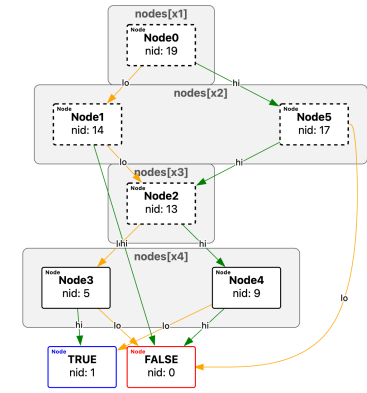 nodes[x1]
Node
Node0
nid: 19
lo
hi
nodes[x2]
Node
Node1
nid: 14
Node
Node5
nid: 17
lo
hi
nodes[x3]
Node
Node2
nid: 13
lo
hi
hi
lo
nodes[x4]
Node
Node3
nid: 5
Node
Node4
nid: 9
hi
lo
lo
hi
Node
TRUE
nid: 1
Node
FALSE
nid: 0